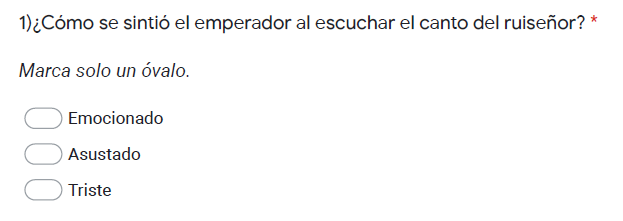 1)¿Cómo se sintió el emperador al escuchar el canto del ruiseñor? *
Marca solo un óvalo.
Emocionado
Asustado
Triste